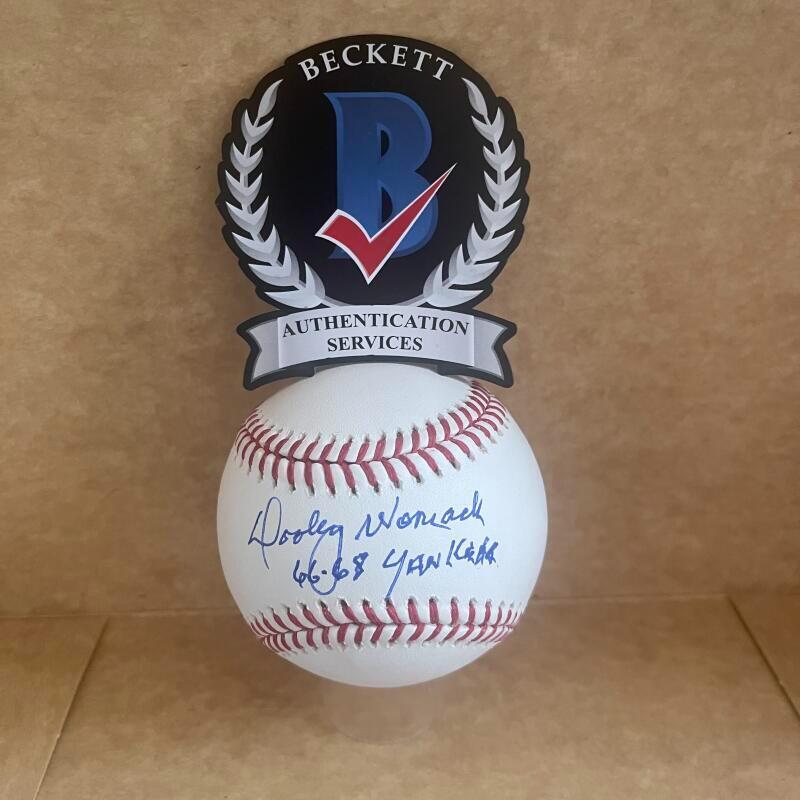 BECKETT
B
AUTHENTICATION
SERVICES
Dooley Womack
66-68 YANKEES